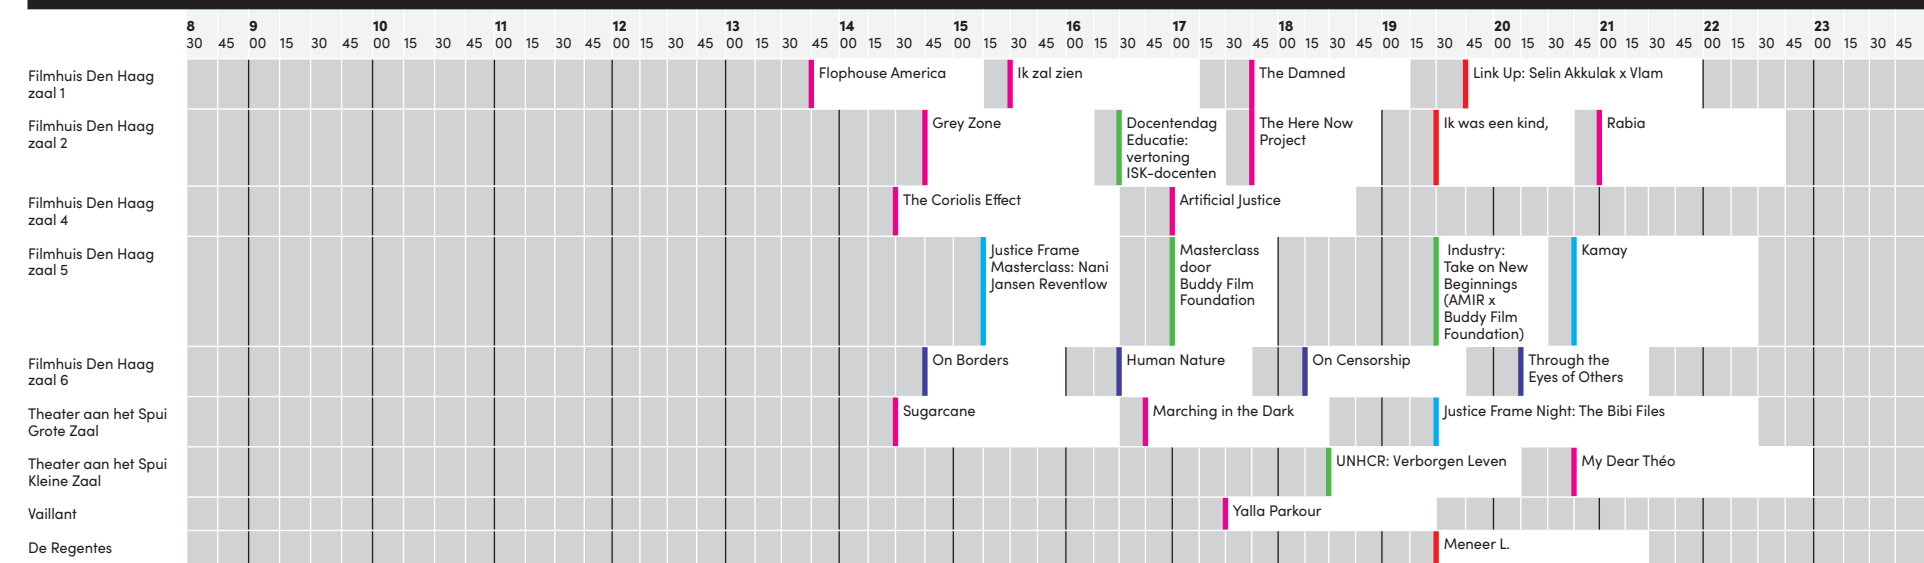 8 9 10 11 12 13 14 15 16 17 18 19 20 21 22 23
30 45 00 15 30 45 00 15 30 45 00 15 30 45 00 15 30 45 00 15 30 45 00 15 30 45 00 15 30 45 00 15 30 45 00 15 30 45 00 15 30 45 00 15 30 45 00 15 30 45 00 15 30 45 00 15 30 45 00 15 30 45
Filmhuis Den Haag
zaal 1
Flophouse America
Ik zal zien
The Damned
Link Up: Selin Akkulak x Vlam
Filmhuis Den Haag
zaal 2
Grey Zone
Docentendag
Educatie:
vertoning
ISK-docenten
The Here Now
Project
Ik was een kind,
Rabia
Filmhuis Den Haag
zaal 4
The Coriolis Effect
Artificial Justice
Filmhuis Den Haag
zaal 5
Justice Frame
Masterclass: Nani
Jansen Reventlow
Masterclass
door
Buddy Film
Foundation
Industry:
Take on New
Beginnings
(AMIR x
Buddy Film
Foundation)
Kamay
Filmhuis Den Haag
zaal 6
On Borders
Human Nature
On Censorship
Through the
Eyes of Others
Theater aan het Spui
Grote Zaal
Sugarcane
Marching in the Dark
Justice Frame Night: The Bibi Files
Theater aan het Spui
Kleine Zaal
UNHCR: Verborgen Leven
My Dear Théo
Vaillant
Yalla Parkour
De Regentes
Meneer L.